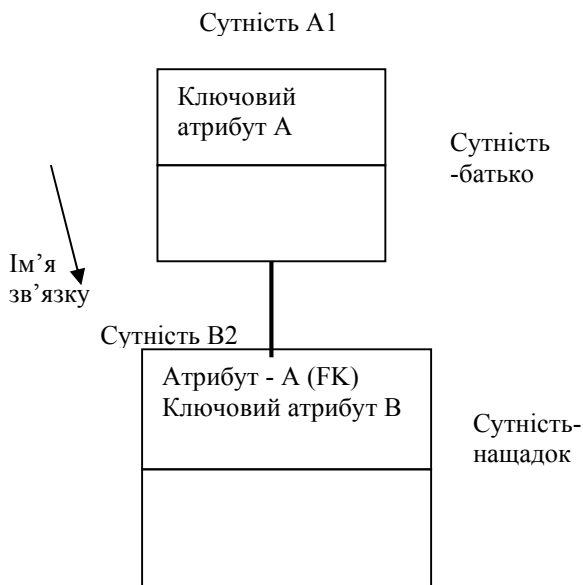 Сутність А1
Ключовий
атрибут А
Сутність
-батько
Ім’я
зв’язку
Сутність В2
Атрибут - А (FK)
Ключовий атрибут В
Сутність-
нащадок